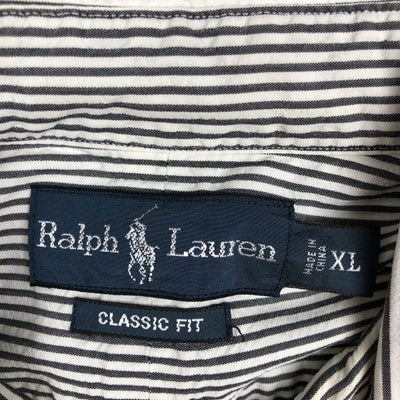 Ralph Lauren
MADE IN
CHINA
XL
CLASSIC FIT